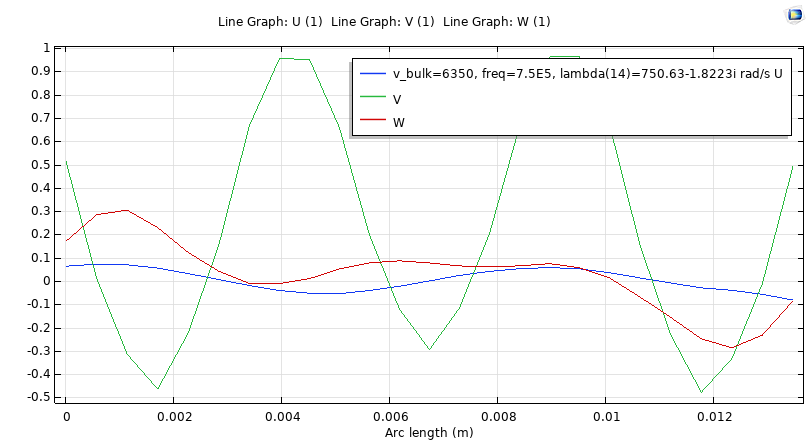 Line Graph: U (1) Line Graph: V (1) Line Graph: W (1)
1
0.9
0.8
0.7
0.6
0.5
0.4
0.3
0.2
0.1
0
-0.1
-0.2
-0.3
-0.4
-0.5
v_bulk=6350, freq=7.5E5, lambda(14)=750.63-1.8223i rad/s U
V
W
0 0.002 0.004 0.006 0.008 0.01 0.012
Arc length (m)